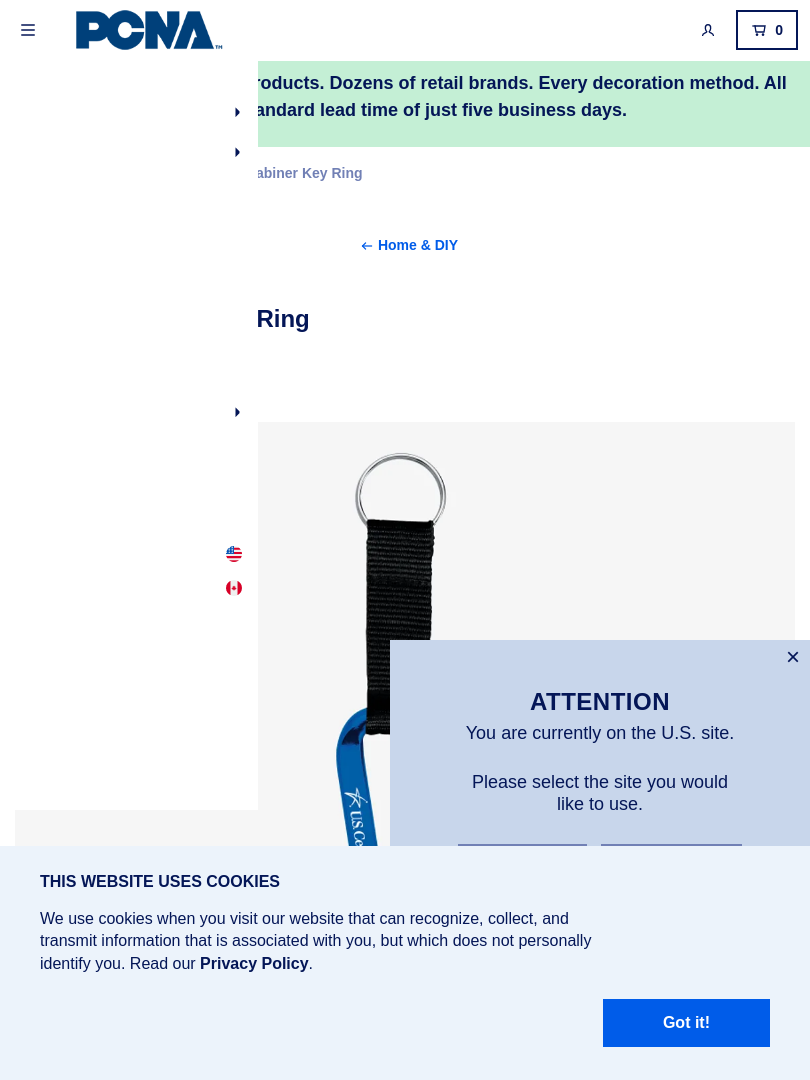 PCNA™
0
roducts. Dozens of retail brands. Every decoration method. All
andard lead time of just five business days.
abiner Key Ring
← Home & DIY
Ring
×
ATTENTION
You are currently on the U.S. site.
Please select the site you would
like to use.
U.S.Ce
THIS WEBSITE USES COOKIES
We use cookies when you visit our website that can recognize, collect, and
transmit information that is associated with you, but which does not personally
identify you. Read our Privacy Policy.
Got it!